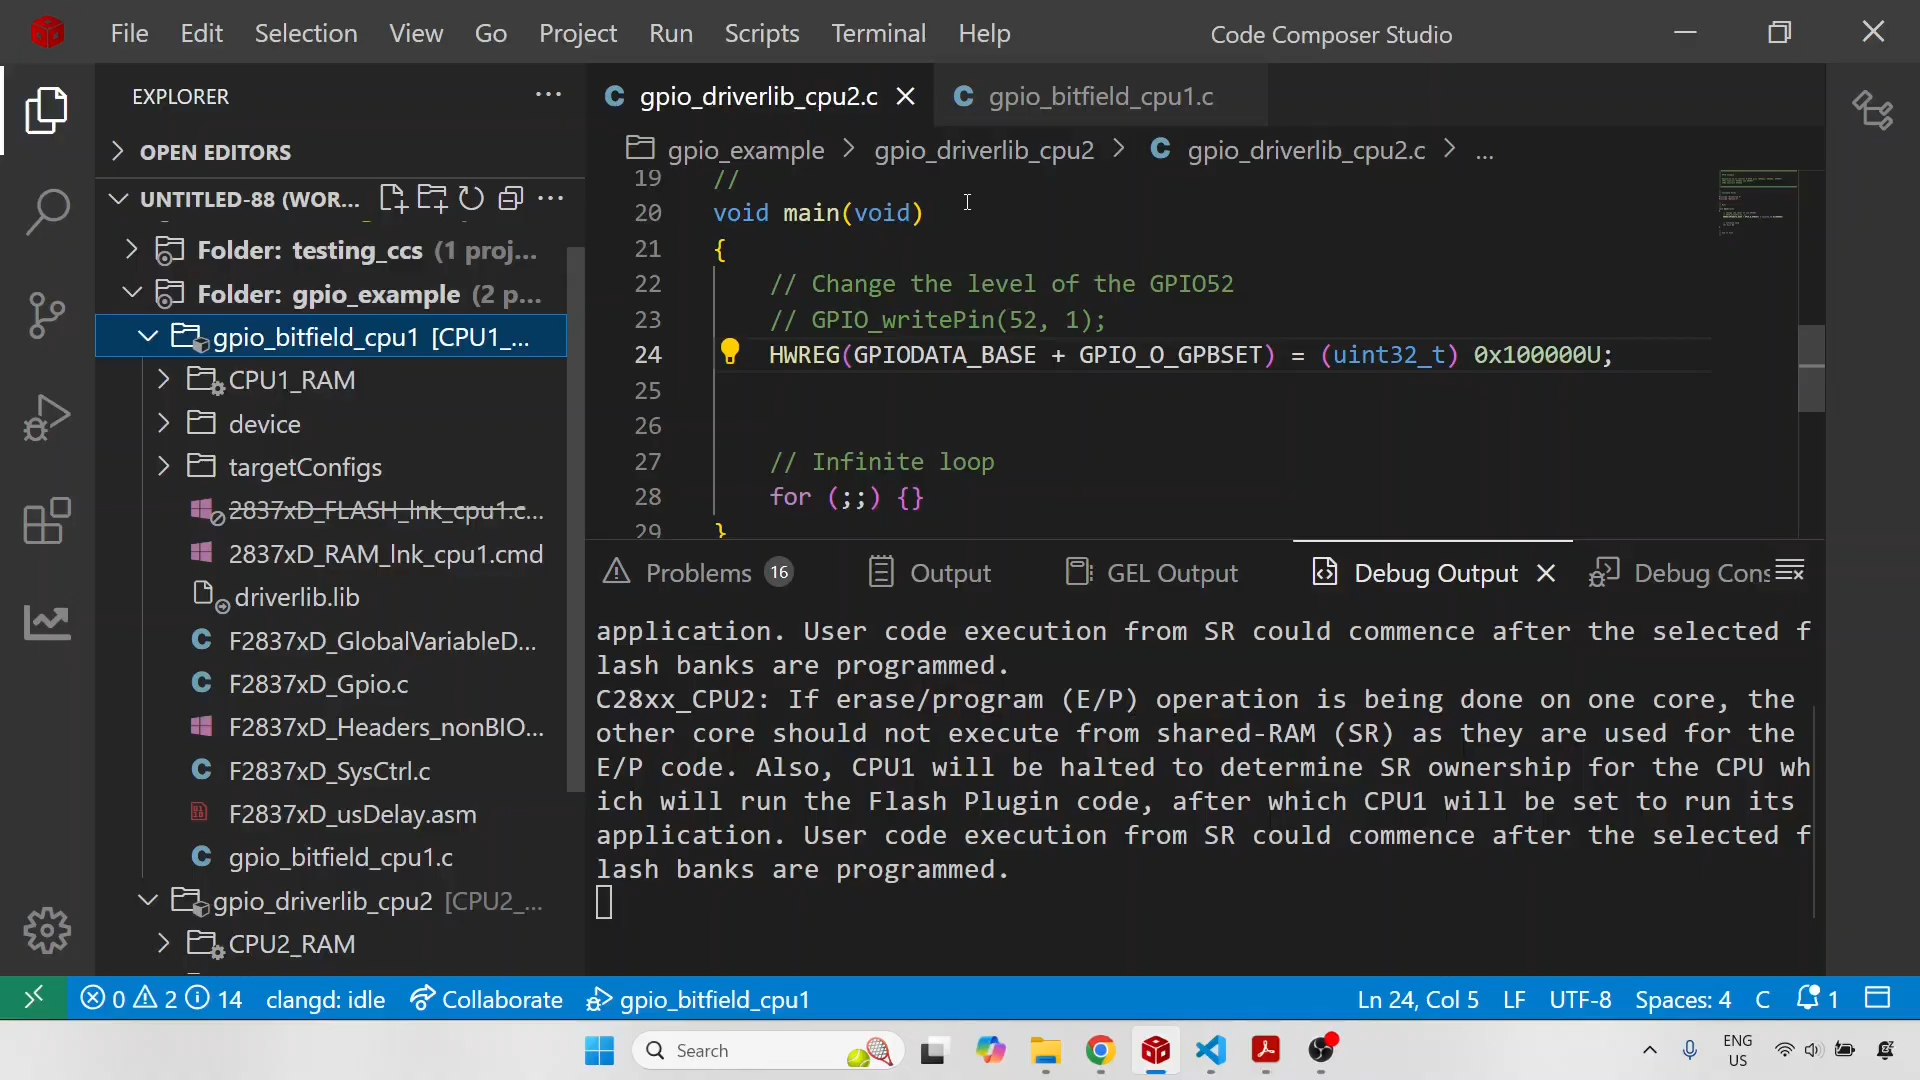 File Edit Selection View Go Project Run Scripts Terminal Help Code Composer Studio
EXPLORER
OPEN EDITORS
UNTITLED-88 (WOR...
Folder: testing_ccs (1 proj...
Folder: gpio_example (2 p...
gpio_bitfield_cpu1 [CPU1_...
CPU1_RAM
device
targetConfigs
2837xD_FLASH_lnk_cpu1.c...
2837xD_RAM_lnk_cpu1.cmd
driverlib.lib
F2837xD_GlobalVariableD...
F2837xD_Gpio.c
F2837xD_Headers_nonBIO...
F2837xD_SysCtrl.c
F2837xD_usDelay.asm
gpio_bitfield_cpu1.c
gpio_driverlib_cpu2 [CPU2_...
CPU2_RAM
gpio_driverlib_cpu2.c gpio_bitfield_cpu1.c
gpio_example > gpio_driverlib_cpu2 > gpio_driverlib_cpu2.c > ...
19 //
20 void main(void)
21 {
22 // Change the level of the GPIO52
23 // GPIO_writePin(52, 1);
24 HWREG(GPIODATA_BASE + GPIO_O_GPBSET) = (uint32_t) 0x100000U;
25
26
27 // Infinite loop
28 for (;;) {}
29 }
Problems 16 Output GEL Output Debug Output Debug Cons
application. User code execution from SR could commence after the selected f
lash banks are programmed.
C28xx_CPU2: If erase/program (E/P) operation is being done on one core, the
other core should not execute from shared-RAM (SR) as they are used for the
E/P code. Also, CPU1 will be halted to determine SR ownership for the CPU wh
ich will run the Flash Plugin code, after which CPU1 will be set to run its
application. User code execution from SR could commence after the selected f
lash banks are programmed.
0 2 14 clangd: idle Collaborate gpio_bitfield_cpu1 Ln 24, Col 5 LF UTF-8 Spaces: 4 C 1
Search
ENG
US